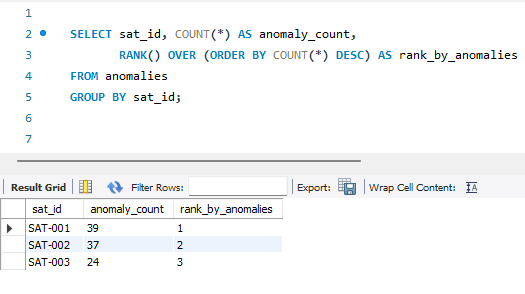 1
2 SELECT sat_id, COUNT(*) AS anomaly_count,
3 RANK() OVER (ORDER BY COUNT(*) DESC) AS rank_by_anomalies
4 FROM anomalies
5 GROUP BY sat_id;
6
7
Result Grid Filter Rows: Export: Wrap Cell Content: IA
sat_id anomaly_count rank_by_anomalies
SAT-001 39 1
SAT-002 37 2
SAT-003 24 3